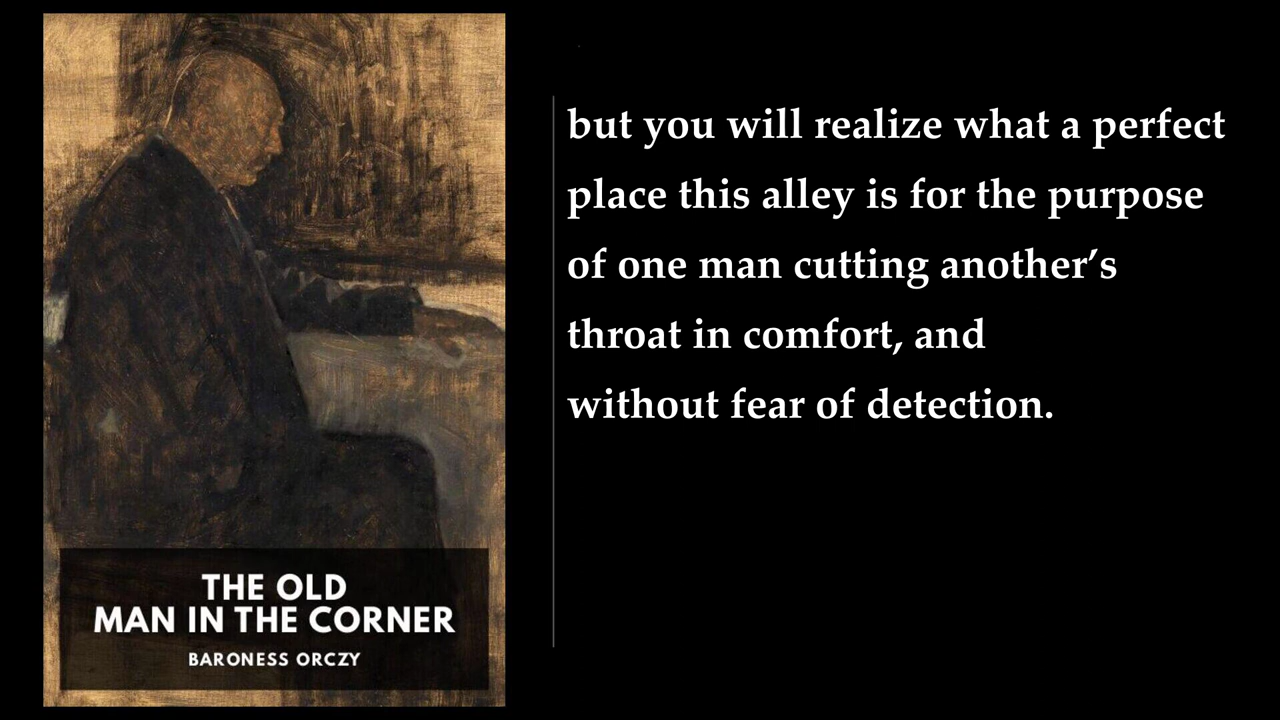 THE OLD
MAN IN THE CORNER
BARONESS ORCZY
but you will realize what a perfect
place this alley is for the purpose
of one man cutting another’s
throat in comfort, and
without fear of detection.